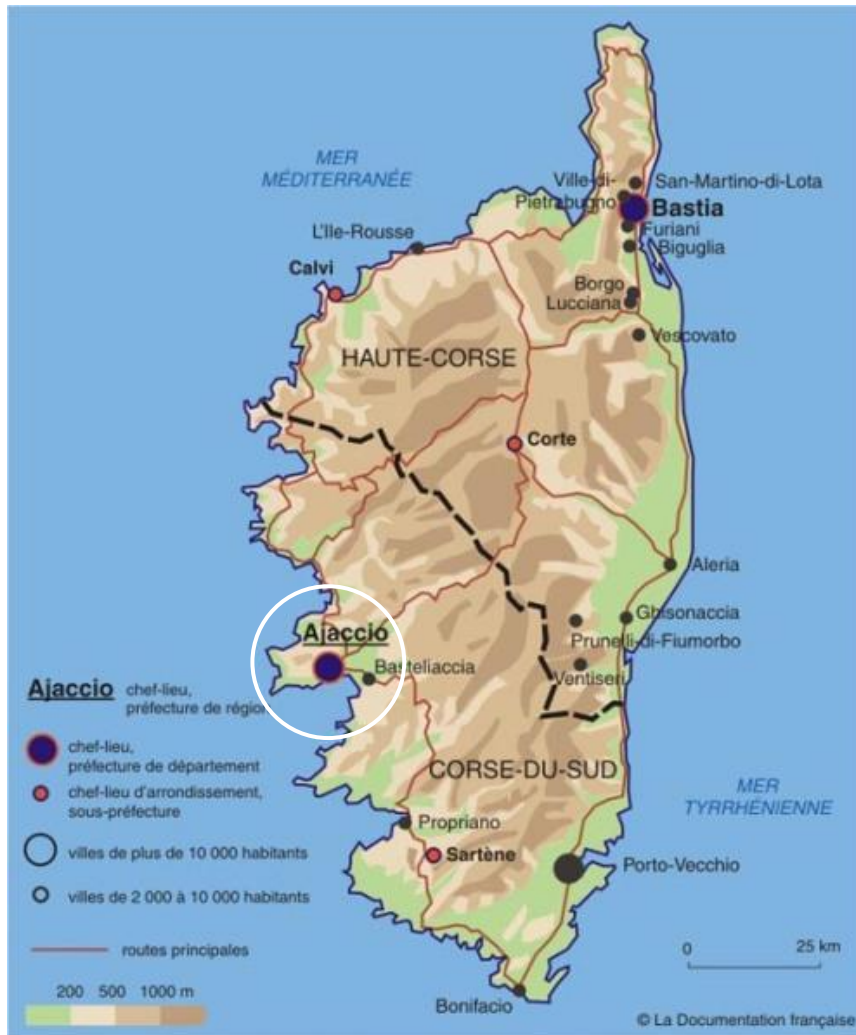 MER
MÉDITERRANÉE
Ville-di-
Pietrabugno
San-Martino-di-Lota
Bastia
L'Ile-Rousse
Furiani
Biguglia
Calvi
Borgo
Lucciana
Vescovato
HAUTE-CORSE
Corte
Aleria
Ghisonaccia
Ajaccio
Prunelli-di-Fiumorbo
Basteliaccia
Ventiseri
CORSE-DU-SUD
MER
TYRRHÉNIENNE
Propriano
Sartène
Porto-Vecchio
Bonifacio
Ajaccio chef-lieu,
préfecture de région
chef-lieu,
préfecture de département
chef-lieu d'arrondissement,
sous-préfecture
villes de plus de 10 000 habitants
villes de 2 000 à 10 000 habitants
routes principales
200 500 1000 m
0 25 km
© La Documentation française